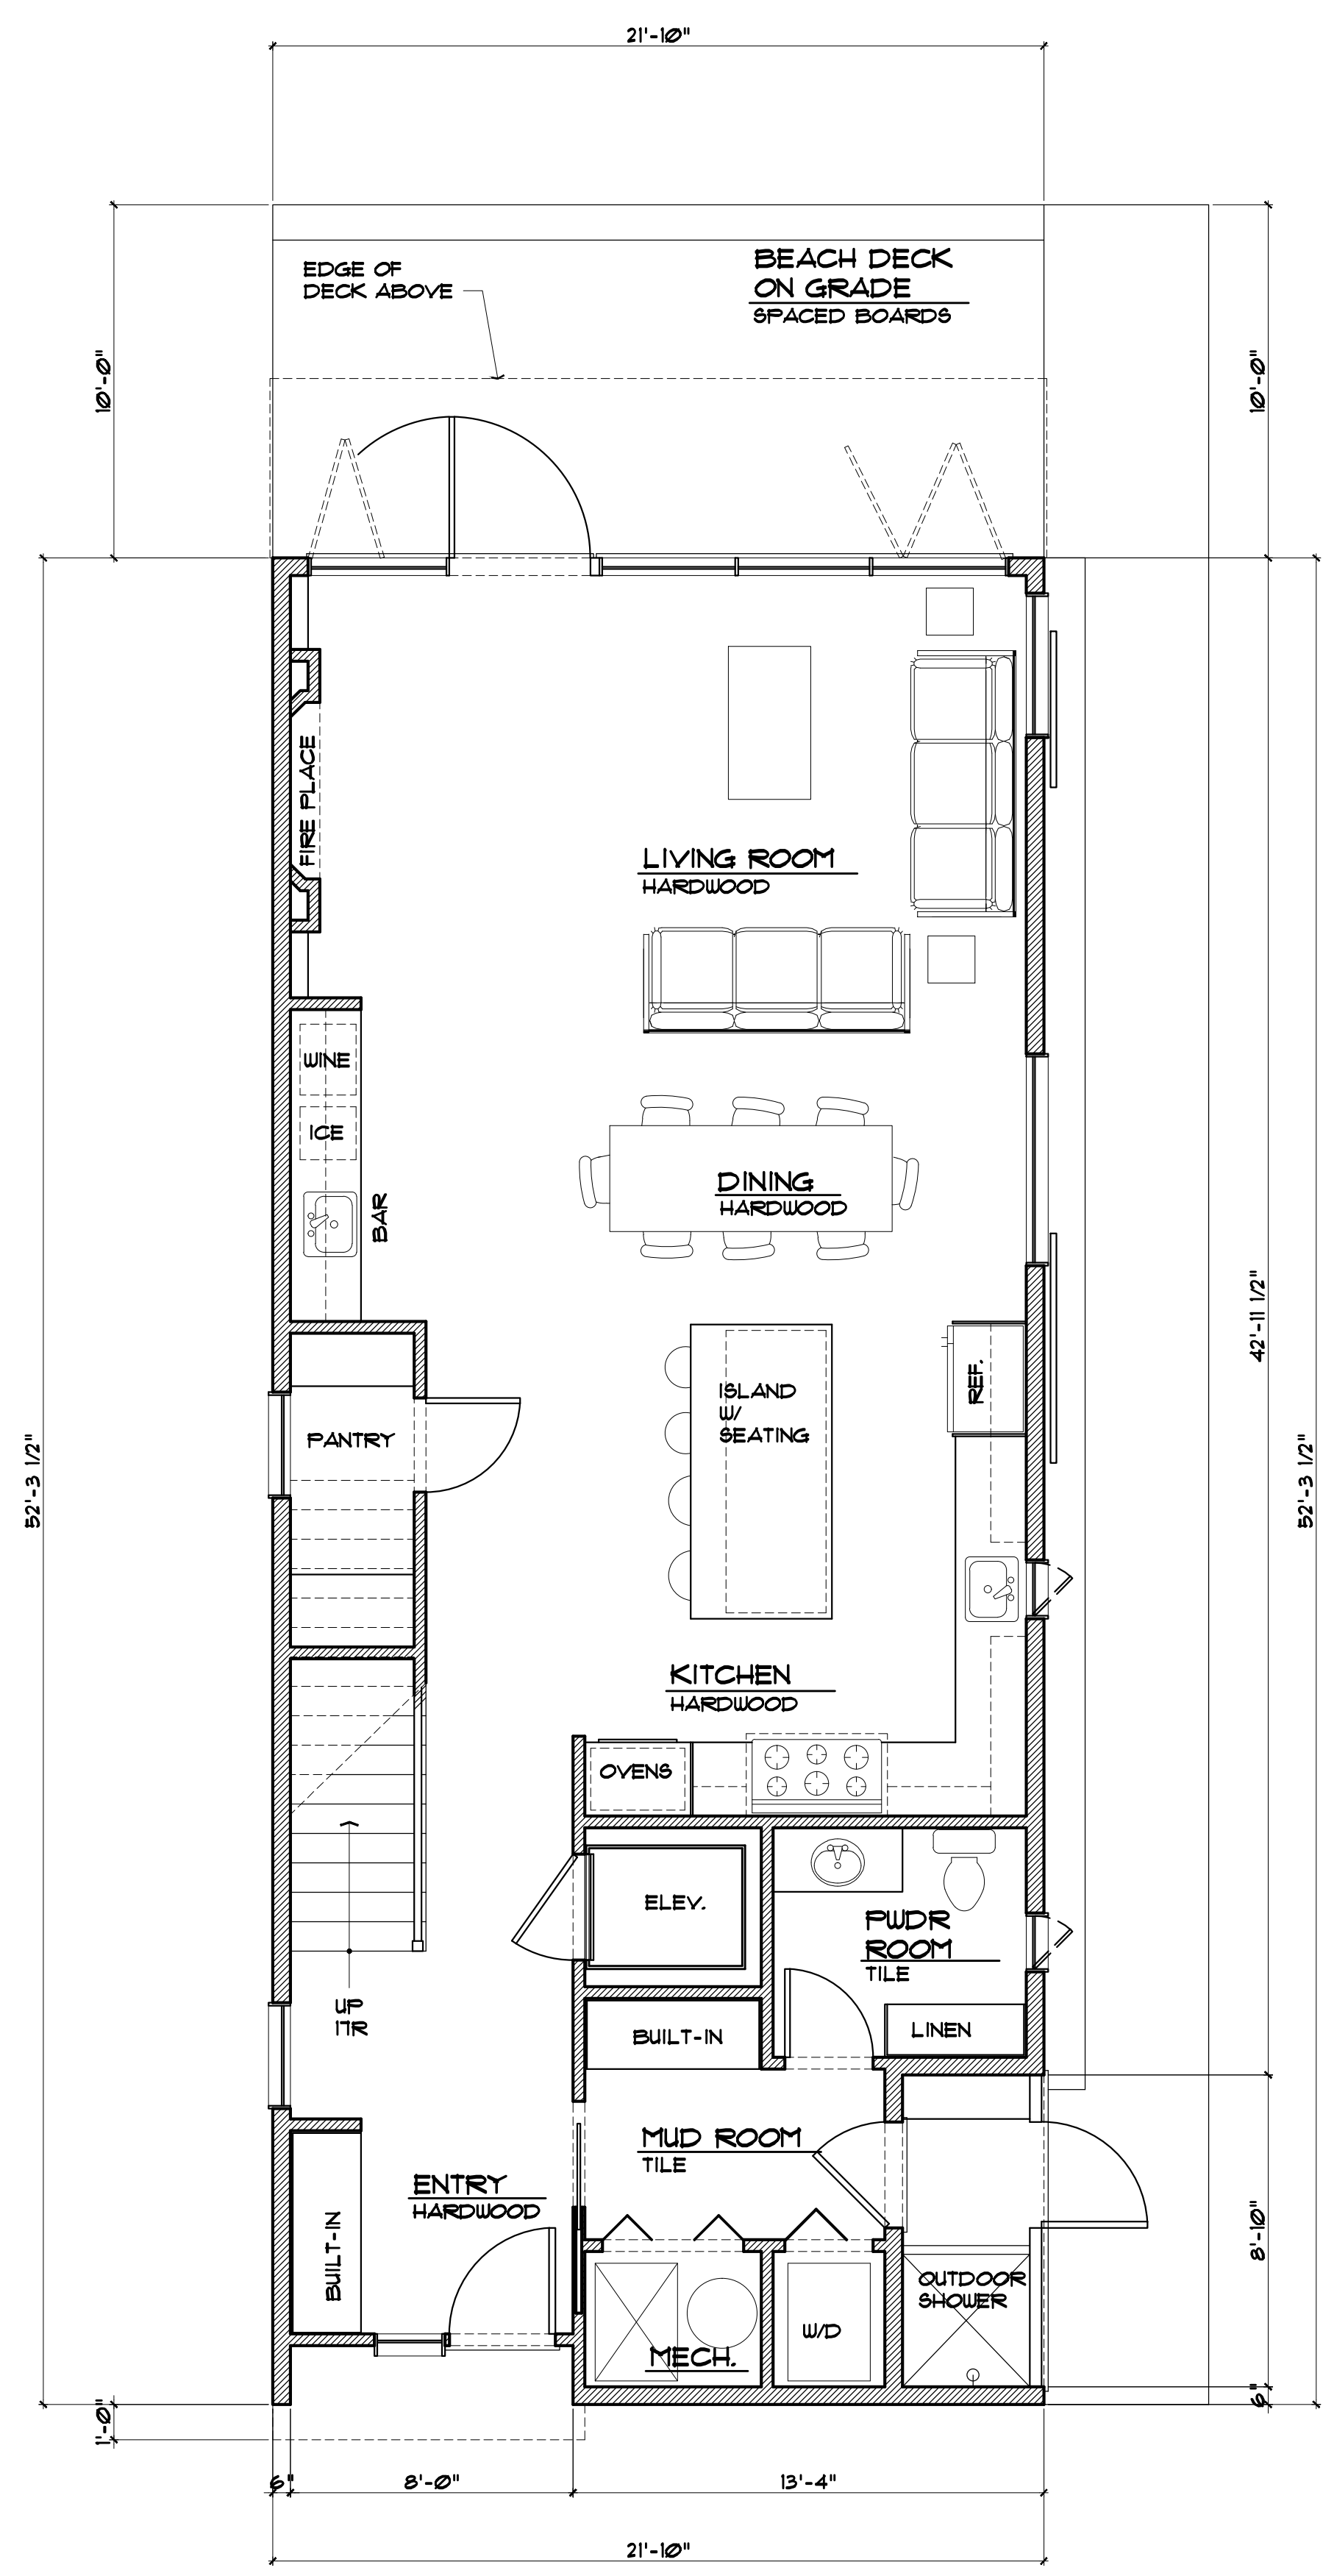 21'-10"
EDGE OF
DECK ABOVE
BEACH DECK
ON GRADE
SPACED BOARDS
10'-0"
10'-0"
FIRE PLACE
LIVING ROOM
HARDWOOD
WINE
ICE
BAR
DINING
HARDWOOD
42'-11 1/2"
ISLAND
W/
SEATING
REF.
PANTRY
52'-3 1/2"
52'-3 1/2"
KITCHEN
HARDWOOD
OVENS
ELEV.
PWDR
ROOM
TILE
UP
17R
BUILT-IN
LINEN
MUD ROOM
TILE
ENTRY
HARDWOOD
BUILT-IN
8'-10"
OUTDOOR
SHOWER
W/D
MECH.
6"
1'-0"
6"
8'-0"
13'-4"
21'-10"